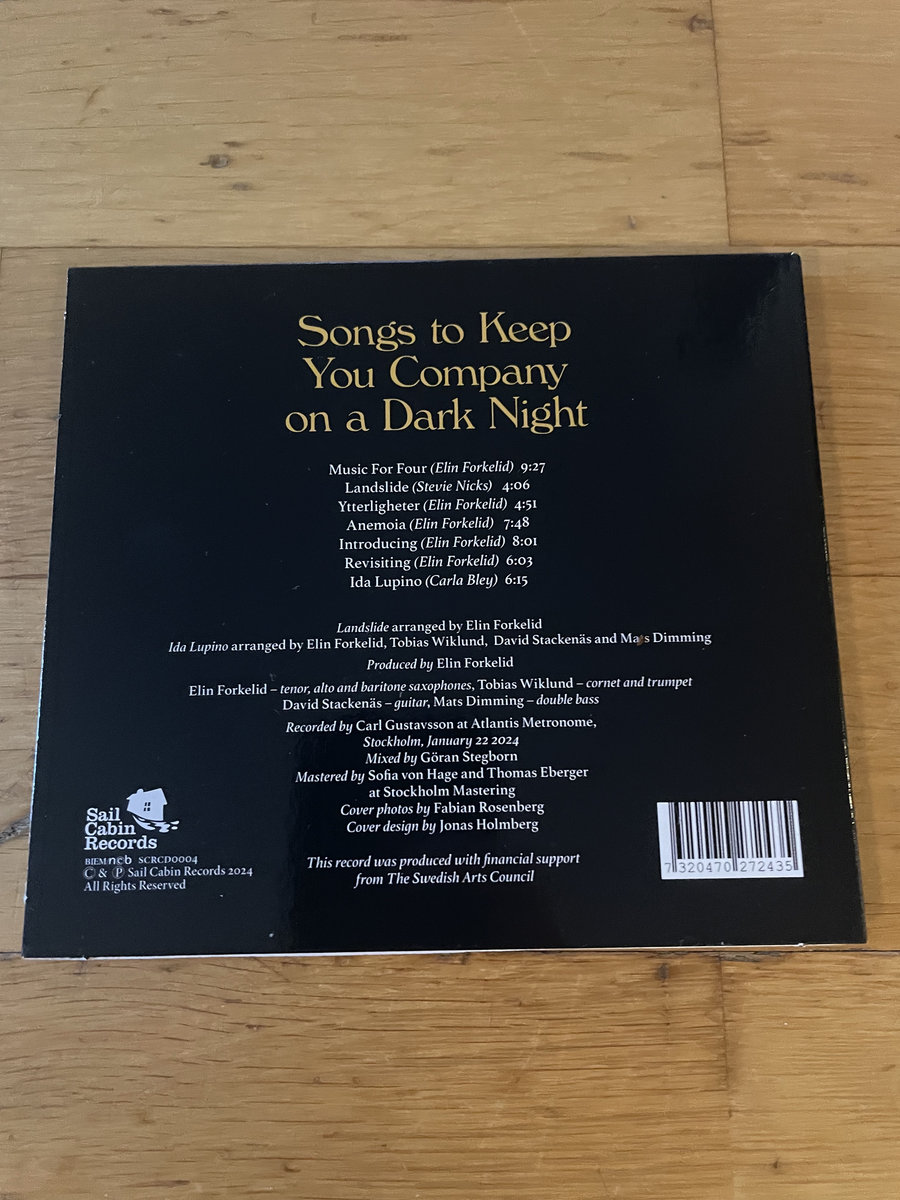 Songs to Keep
You Company
on a Dark Night
Music For Four (Elin Forkelid) 9:27
Landslide (Stevie Nicks) 4:06
Ytterligheter (Elin Forkelid) 4:51
Anemoia (Elin Forkelid) 7:48
Introducing (Elin Forkelid) 8:01
Revisiting (Elin Forkelid) 6:03
Ida Lupino (Carla Bley) 6:15
Landslide arranged by Elin Forkelid
Ida Lupino arranged by Elin Forkelid, Tobias Wiklund, David Stackenäs and Mats Dimming
Produced by Elin Forkelid
Elin Forkelid – tenor, alto and baritone saxophones, Tobias Wiklund – cornet and trumpet
David Stackenäs – guitar, Mats Dimming – double bass
Recorded by Carl Gustavsson at Atlantis Metronome,
Stockholm, January 22 2024
Mixed by Göran Stegborn
Mastered by Sofia von Hage and Thomas Eberger
at Stockholm Mastering
Cover photos by Fabian Rosenberg
Cover design by Jonas Holmberg
This record was produced with financial support
from The Swedish Arts Council
Sail
Cabin
Records
BIEM/ncb SCRCD0004
© & ℗ Sail Cabin Records 2024
All Rights Reserved
7 320470 272435